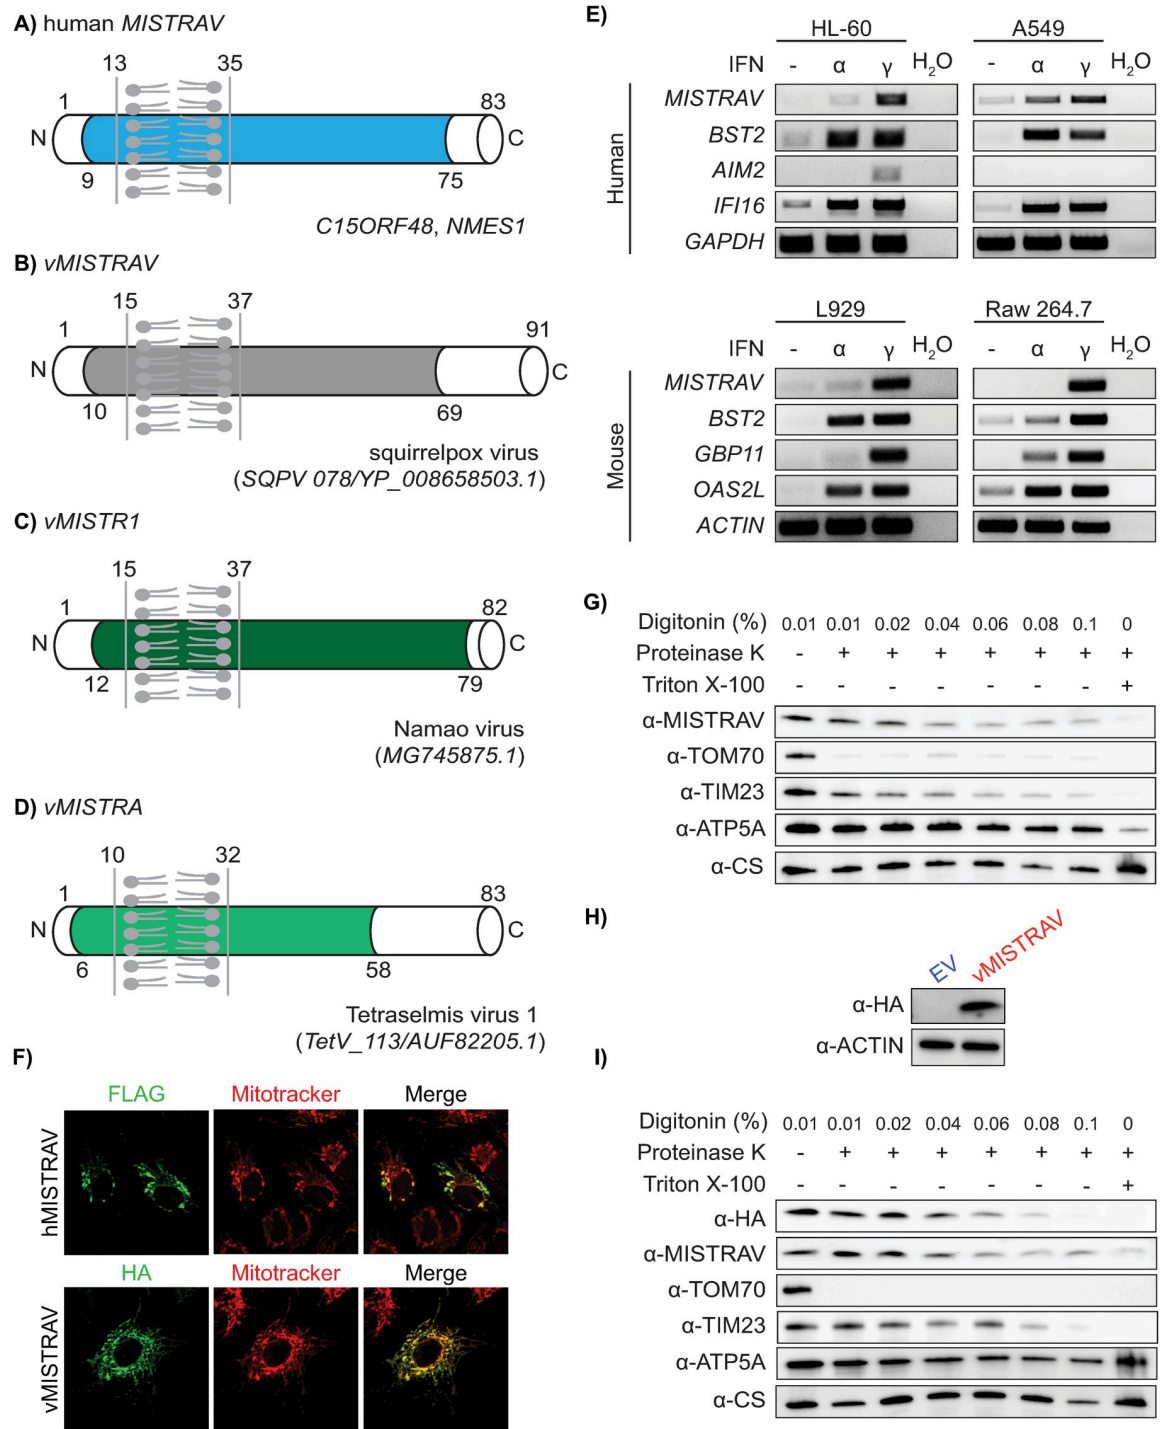 A) human MISTRAV
13 35
1 83
N C
9 75
C15ORF48, NMES1
B) vMISTRAV
15 37
1 91
N C
10 69
squirrelpox virus
(SQPV 078/YP_008658503.1)
C) vMISTR1
15 37
1 82
N C
12 79
Namao virus
(MG745875.1)
D) vMISTRA
10 32
1 83
N C
6 58
Tetraselmis virus 1
(TetV_113/AUF82205.1)
E)
HL-60 A549
IFN - α γ H2O - α γ H2O
Human
MISTRAV
BST2
AIM2
IFI16
GAPDH
L929 Raw 264.7
IFN - α γ H2O - α γ H2O
Mouse
MISTRAV
BST2
GBP11
OAS2L
ACTIN
F)
FLAG Mitotracker Merge
hMISTRAV
HA Mitotracker Merge
vMISTRAV
G)
Digitonin (%) 0.01 0.01 0.02 0.04 0.06 0.08 0.1 0
Proteinase K - + + + + + + +
Triton X-100 - - - - - - - +
α-MISTRAV
α-TOM70
α-TIM23
α-ATP5A
α-CS
H)
EV vMISTRAV
α-HA
α-ACTIN
I)
Digitonin (%) 0.01 0.01 0.02 0.04 0.06 0.08 0.1 0
Proteinase K - + + + + + + +
Triton X-100 - - - - - - - +
α-HA
α-MISTRAV
α-TOM70
α-TIM23
α-ATP5A
α-CS